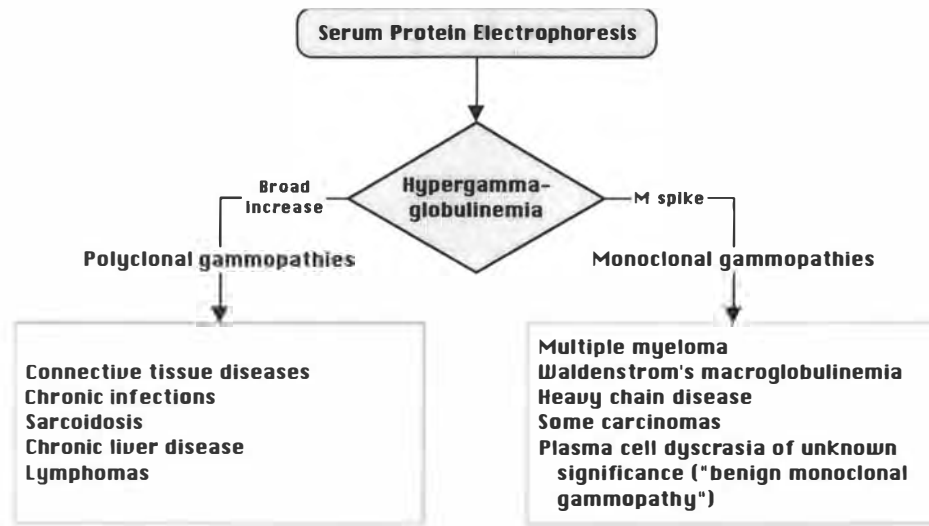 Serum Protein Electrophoresis
Hypergamma-
globulinemia
Broad
increase
M spike
Polyclonal gammopathies
Monoclonal gammopathies
Connective tissue diseases
Chronic infections
Sarcoidosis
Chronic liver disease
Lymphomas
Multiple myeloma
Waldenstrom's macroglobulinemia
Heavy chain disease
Some carcinomas
Plasma cell dyscrasia of unknown
significance ("benign monoclonal
gammopathy")